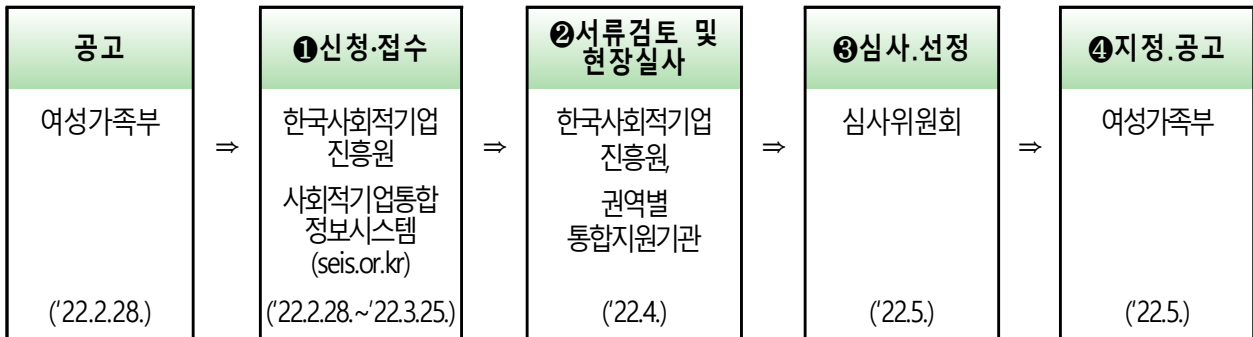 공고
여성가족부
('22.2.28.)
⇒
❶신청·접수
한국사회적기업
진흥원
사회적기업통합
정보시스템
(seis.or.kr)
('22.2.28.~'22.3.25.)
⇒
❷서류검토 및
현장실사
한국사회적기업
진흥원,
권역별
통합지원기관
('22.4.)
⇒
❸심사.선정
심사위원회
('22.5.)
⇒
❹지정.공고
여성가족부
('22.5.)